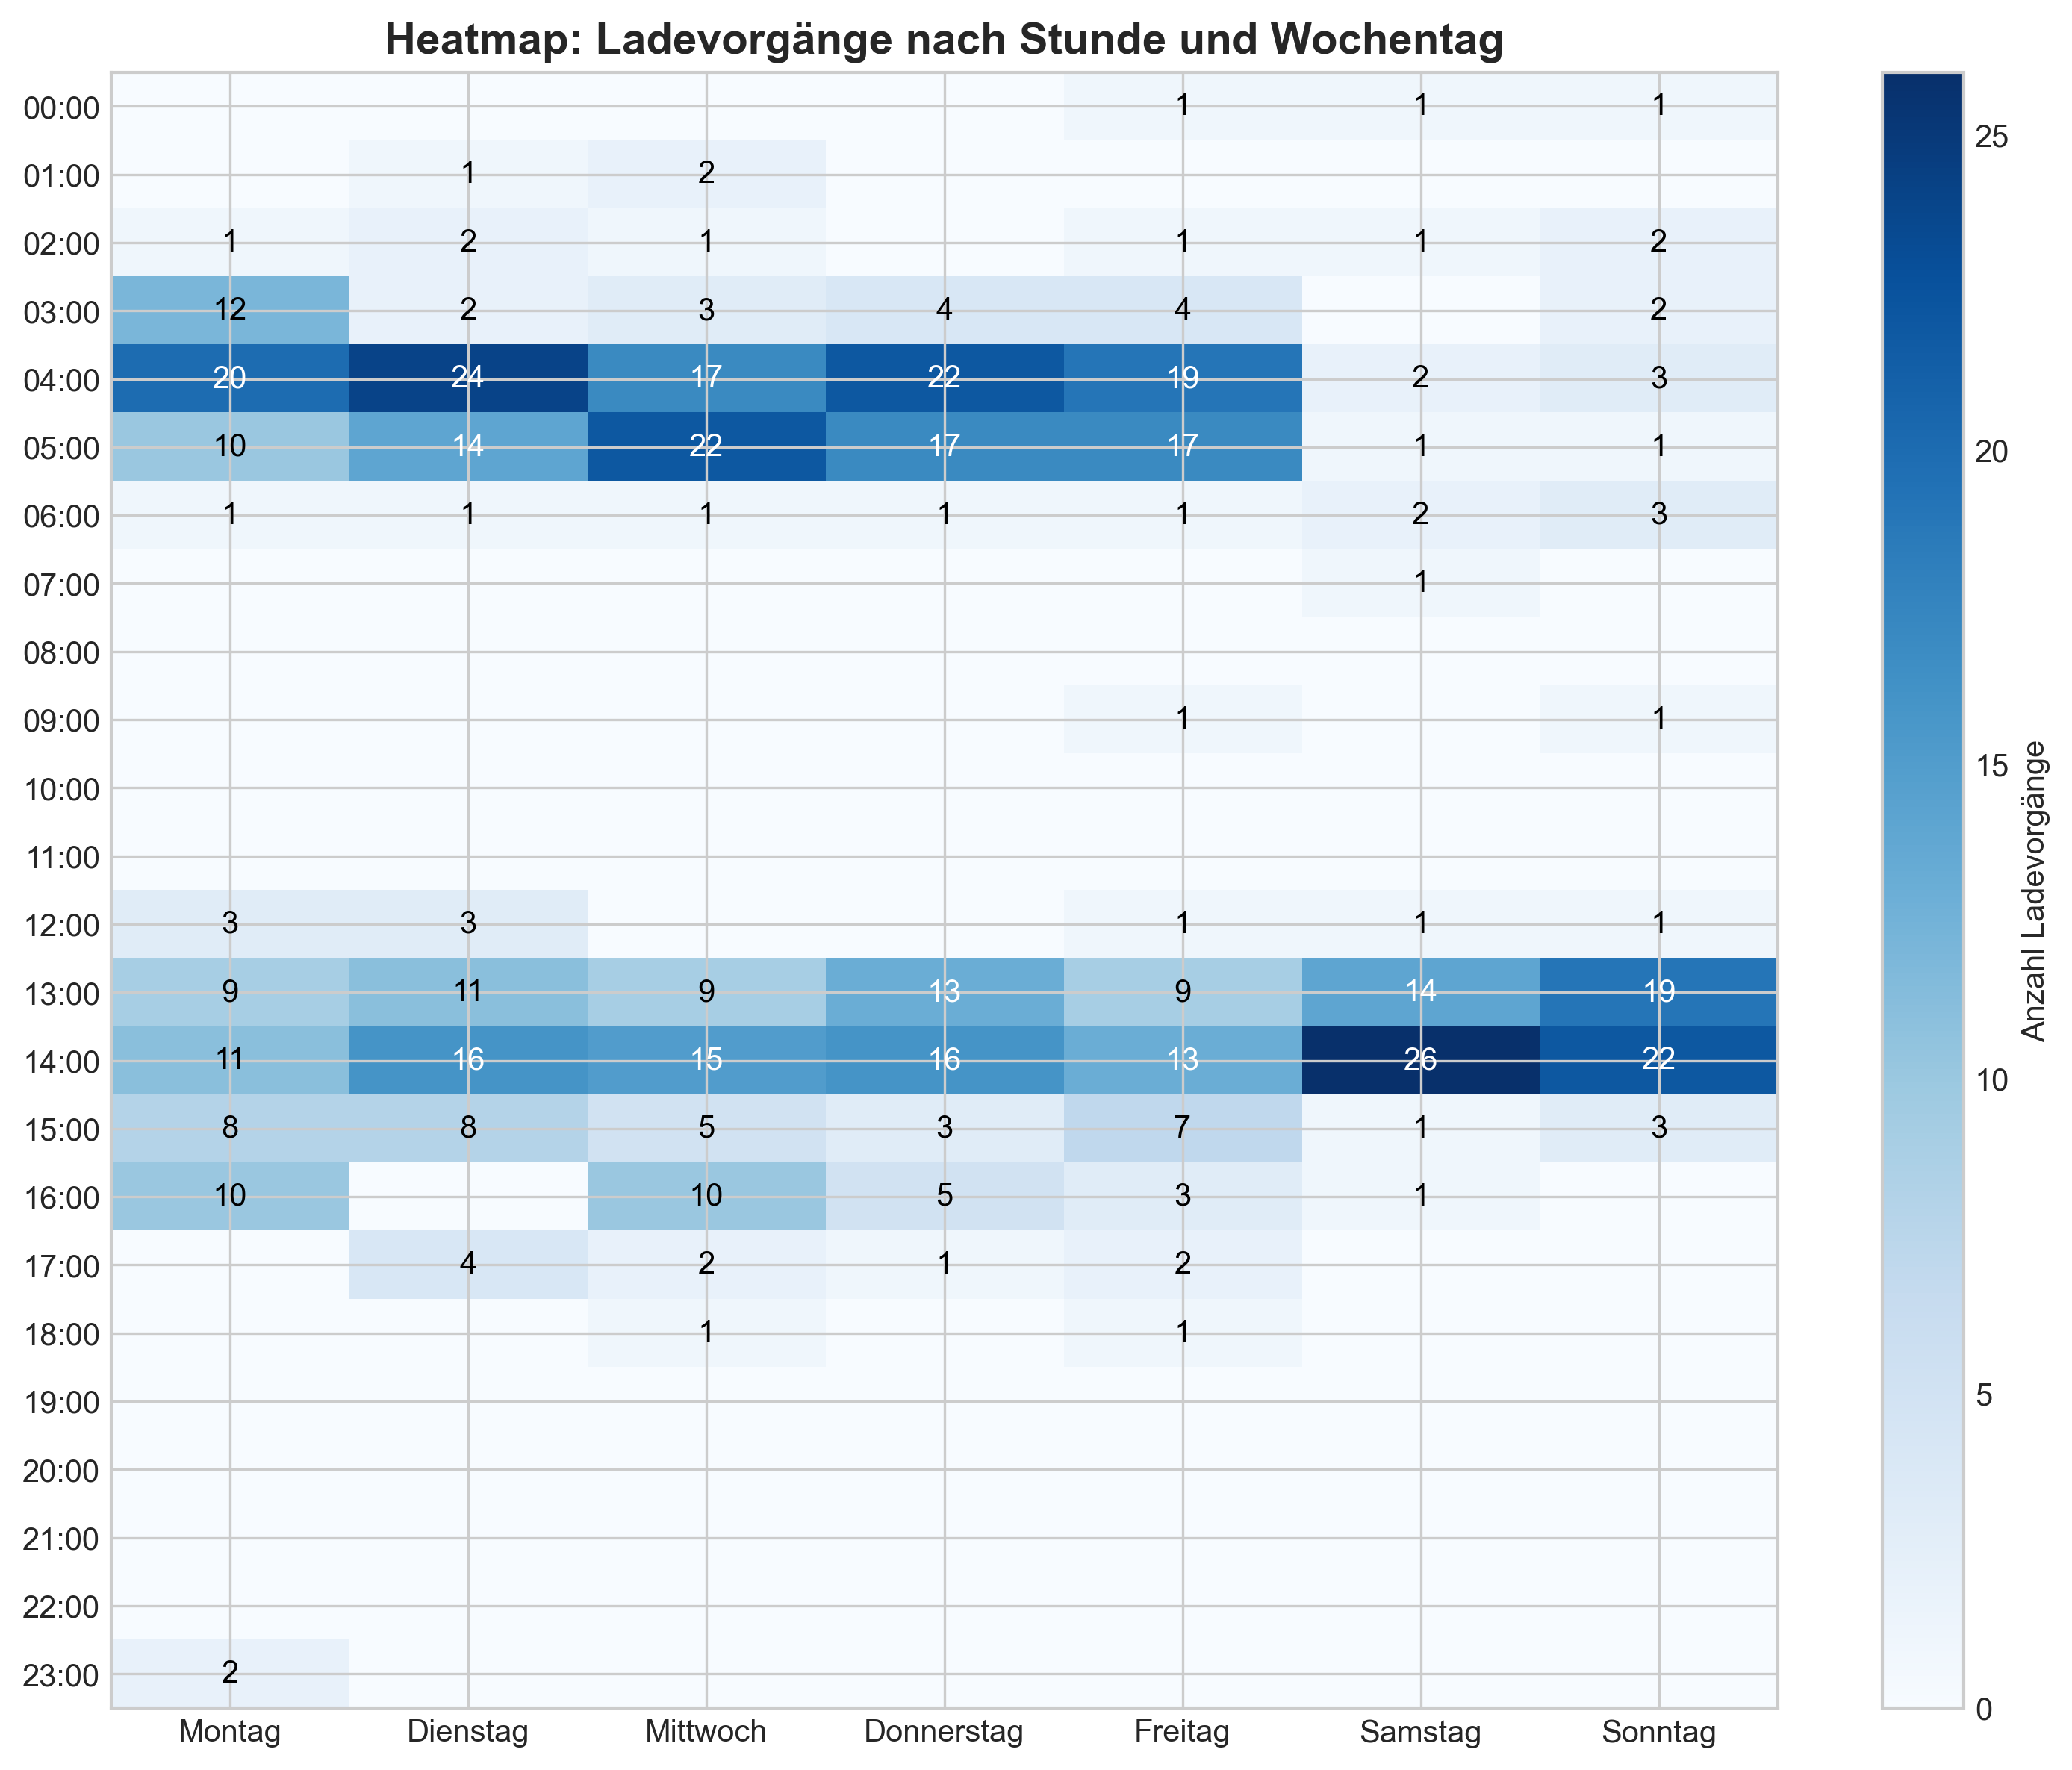 Heatmap: Ladevorgänge nach Stunde und Wochentag
00:00 1 1 1
01:00 1 2
02:00 1 2 1 1 1 2
03:00 12 2 3 4 4 2
04:00 20 24 17 22 19 2 3
05:00 10 14 22 17 17 1 1
06:00 1 1 1 1 1 2 3
07:00 1
08:00
09:00 1 1
10:00
11:00
12:00 3 3 1 1 1
13:00 9 11 9 13 9 14 19
14:00 11 16 15 16 13 26 22
15:00 8 8 5 3 7 1 3
16:00 10 10 5 3 1
17:00 4 2 1 2
18:00 1 1
19:00
20:00
21:00
22:00
23:00 2
Montag Dienstag Mittwoch Donnerstag Freitag Samstag Sonntag
25
20
15
10
5
0
Anzahl Ladevorgänge